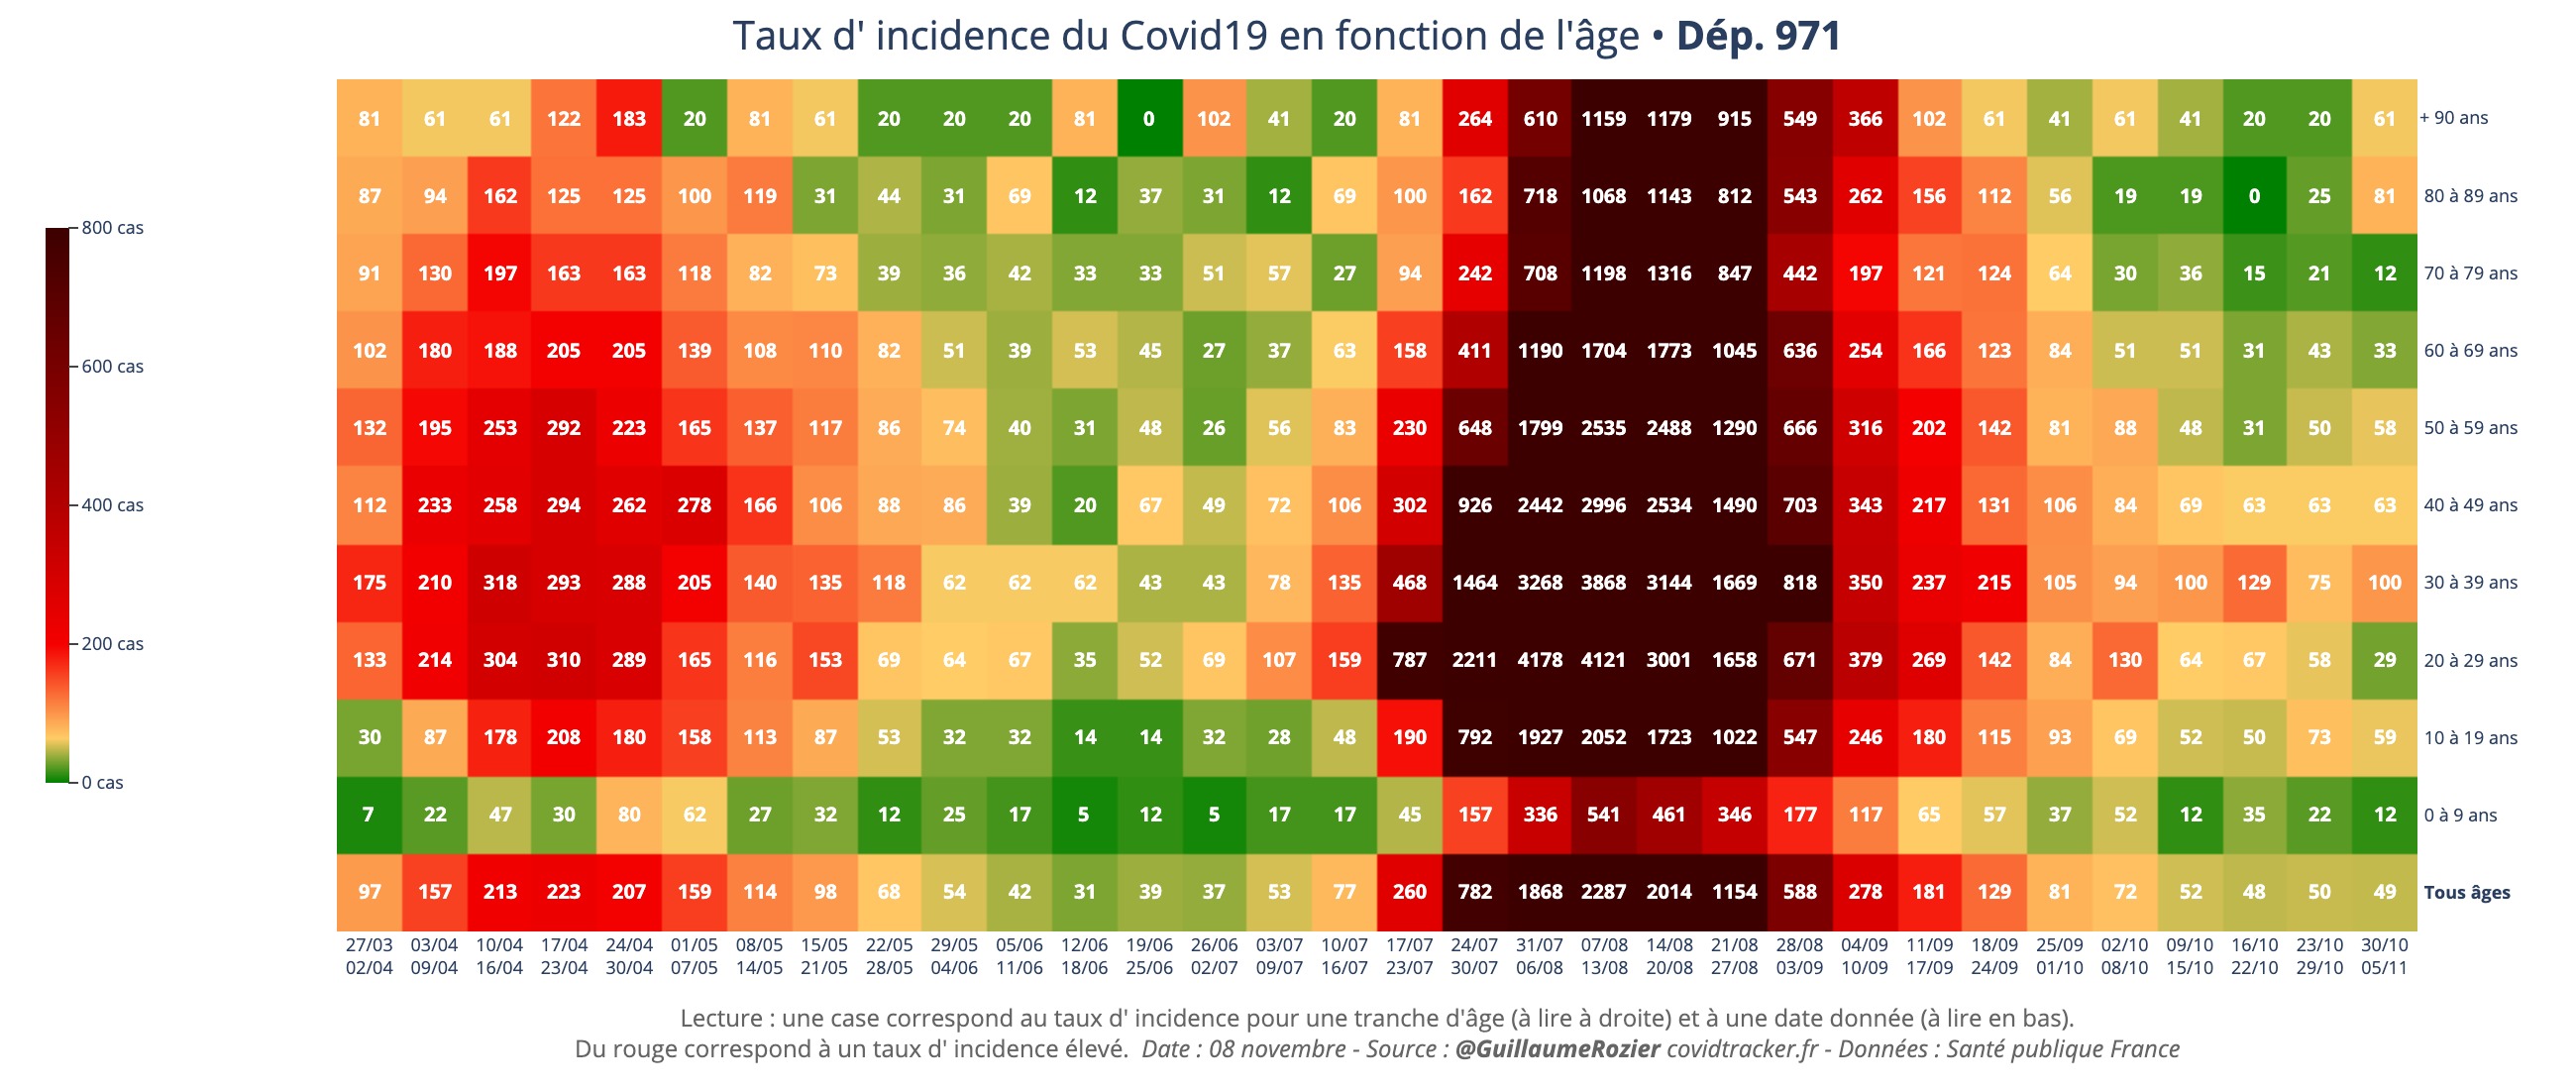 Taux d' incidence du Covid19 en fonction de l'âge • Dép. 971
81 61 61 122 183 20 81 61 20 20 20 81 0 102 41 20 81 264 610 1159 1179 915 549 366 102 61 41 61 41 20 20 61 + 90 ans
87 94 162 125 125 100 119 31 44 31 69 12 37 31 12 69 100 162 718 1068 1143 812 543 262 156 112 56 19 19 0 25 81 80 à 89 ans
800 cas
91 130 197 163 163 118 82 73 39 36 42 33 33 51 57 27 94 242 708 1198 1316 847 442 197 121 124 64 30 36 15 21 12 70 à 79 ans
102 180 188 205 205 139 108 110 82 51 39 53 45 27 37 63 158 411 1190 1704 1773 1045 636 254 166 123 84 51 51 31 43 33 60 à 69 ans
600 cas
132 195 253 292 223 165 137 117 86 74 40 31 48 26 56 83 230 648 1799 2535 2488 1290 666 316 202 142 81 88 48 31 50 58 50 à 59 ans
400 cas
112 233 258 294 262 278 166 106 88 86 39 20 67 49 72 106 302 926 2442 2996 2534 1490 703 343 217 131 106 84 69 63 63 63 40 à 49 ans
175 210 318 293 288 205 140 135 118 62 62 62 43 43 78 135 468 1464 3268 3868 3144 1669 818 350 237 215 105 94 100 129 75 100 30 à 39 ans
200 cas
133 214 304 310 289 165 116 153 69 64 67 35 52 69 107 159 787 2211 4178 4121 3001 1658 671 379 269 142 84 130 64 67 58 29 20 à 29 ans
30 87 178 208 180 158 113 87 53 32 32 14 14 32 28 48 190 792 1927 2052 1723 1022 547 246 180 115 93 69 52 50 73 59 10 à 19 ans
0 cas
7 22 47 30 80 62 27 32 12 25 17 5 12 5 17 17 45 157 336 541 461 346 177 117 65 57 37 52 12 35 22 12 0 à 9 ans
97 157 213 223 207 159 114 98 68 54 42 31 39 37 53 77 260 782 1868 2287 2014 1154 588 278 181 129 81 72 52 48 50 49 Tous âges
27/03 03/04 10/04 17/04 24/04 01/05 08/05 15/05 22/05 29/05 05/06 12/06 19/06 26/06 03/07 10/07 17/07 24/07 31/07 07/08 14/08 21/08 28/08 04/09 11/09 18/09 25/09 02/10 09/10 16/10 23/10 30/10
02/04 09/04 16/04 23/04 30/04 07/05 14/05 21/05 28/05 04/06 11/06 18/06 25/06 02/07 09/07 16/07 23/07 30/07 06/08 13/08 20/08 27/08 03/09 10/09 17/09 24/09 01/10 08/10 15/10 22/10 29/10 05/11
Lecture : une case correspond au taux d' incidence pour une tranche d'âge (à lire à droite) et à une date donnée (à lire en bas).
Du rouge correspond à un taux d' incidence élevé. Date : 08 novembre - Source : @GuillaumeRozier covidtracker.fr - Données : Santé publique France